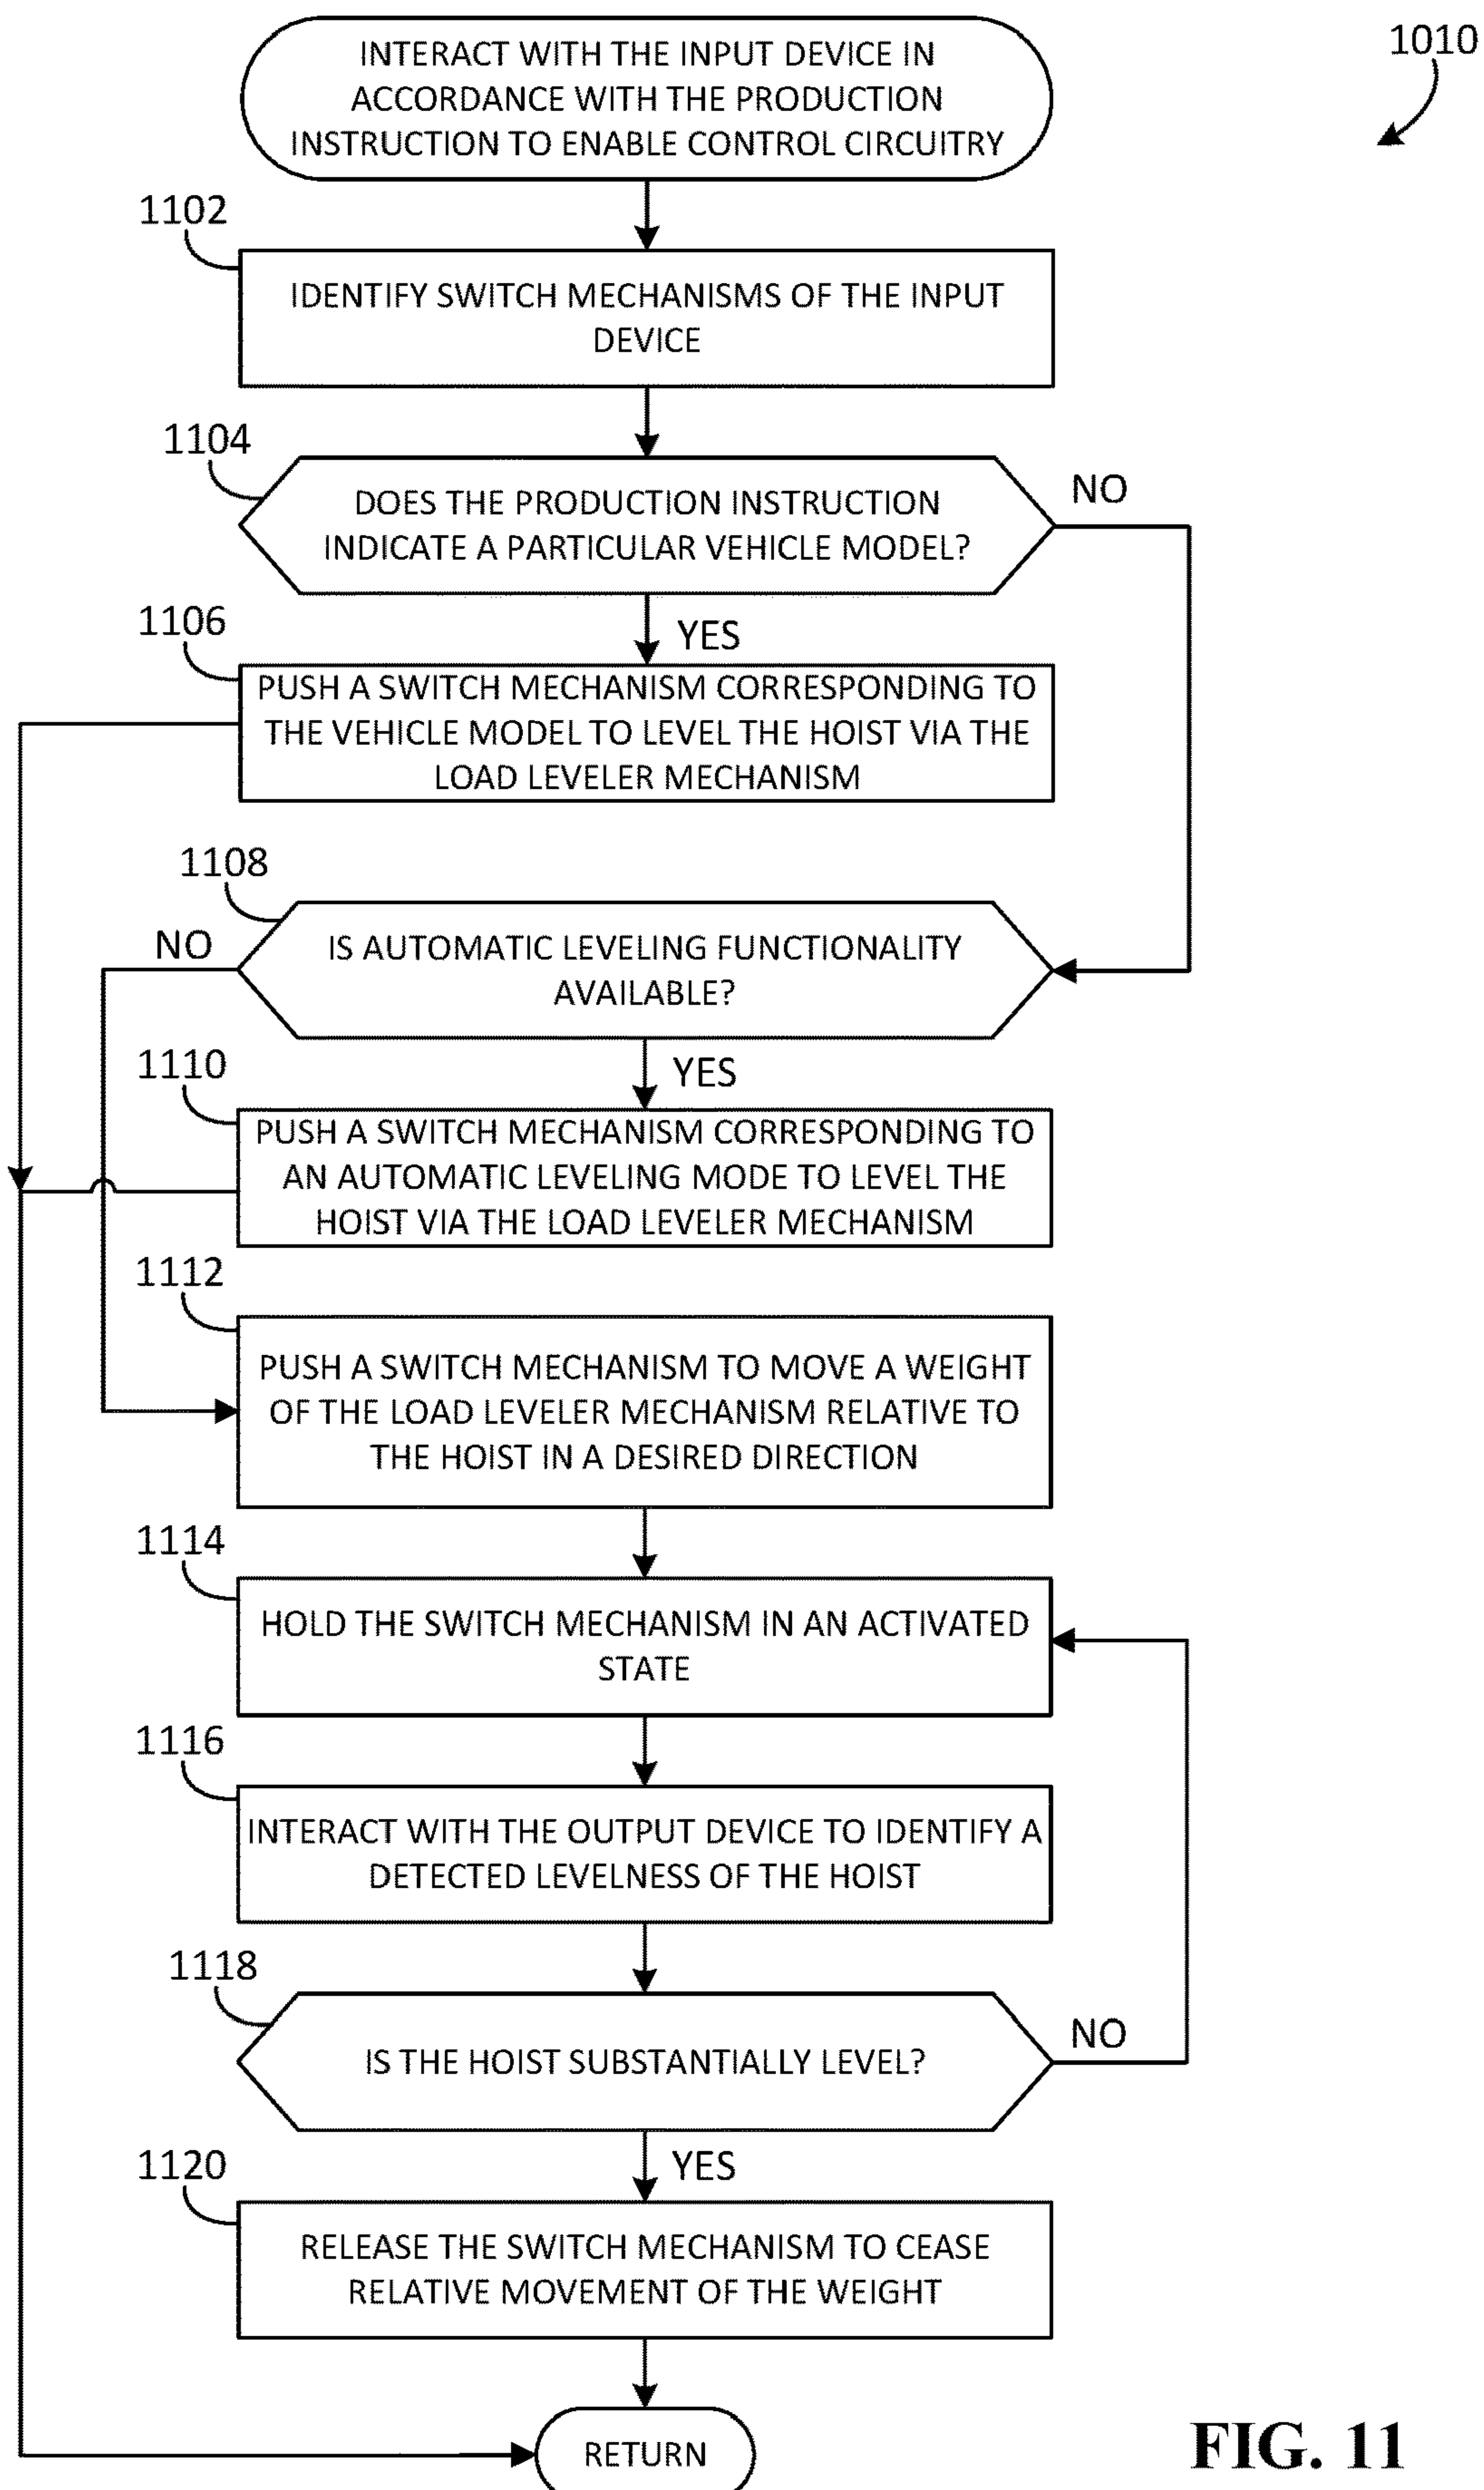 1010
INTERACT WITH THE INPUT DEVICE IN
ACCORDANCE WITH THE PRODUCTION
INSTRUCTION TO ENABLE CONTROL CIRCUITRY
1102
IDENTIFY SWITCH MECHANISMS OF THE INPUT
DEVICE
1104
DOES THE PRODUCTION INSTRUCTION
INDICATE A PARTICULAR VEHICLE MODEL?
NO
YES
1106
PUSH A SWITCH MECHANISM CORRESPONDING TO
THE VEHICLE MODEL TO LEVEL THE HOIST VIA THE
LOAD LEVELER MECHANISM
1108
NO
IS AUTOMATIC LEVELING FUNCTIONALITY
AVAILABLE?
YES
1110
PUSH A SWITCH MECHANISM CORRESPONDING TO
AN AUTOMATIC LEVELING MODE TO LEVEL THE
HOIST VIA THE LOAD LEVELER MECHANISM
1112
PUSH A SWITCH MECHANISM TO MOVE A WEIGHT
OF THE LOAD LEVELER MECHANISM RELATIVE TO
THE HOIST IN A DESIRED DIRECTION
1114
HOLD THE SWITCH MECHANISM IN AN ACTIVATED
STATE
1116
INTERACT WITH THE OUTPUT DEVICE TO IDENTIFY A
DETECTED LEVELNESS OF THE HOIST
1118
IS THE HOIST SUBSTANTIALLY LEVEL?
NO
YES
1120
RELEASE THE SWITCH MECHANISM TO CEASE
RELATIVE MOVEMENT OF THE WEIGHT
RETURN
FIG. 11